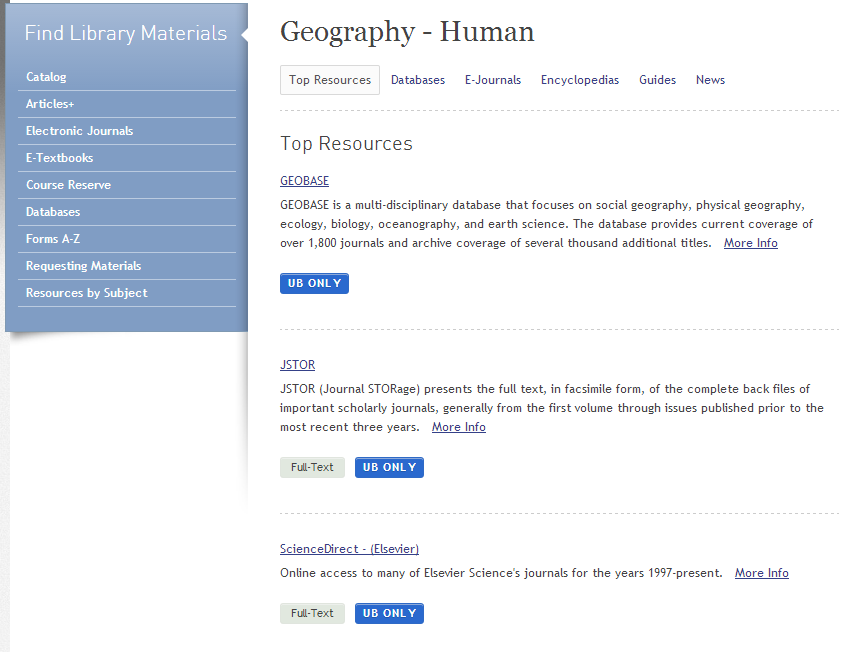 Find Library Materials
Catalog
Articles+
Electronic Journals
E-Textbooks
Course Reserve
Databases
Forms A-Z
Requesting Materials
Resources by Subject
Geography - Human
Top Resources Databases E-Journals Encyclopedias Guides News
Top Resources
GEOBASE
GEOBASE is a multi-disciplinary database that focuses on social geography, physical geography,
ecology, biology, oceanography, and earth science. The database provides current coverage of
over 1,800 journals and archive coverage of several thousand additional titles. More Info
UB ONLY
JSTOR
JSTOR (Journal STORage) presents the full text, in facsimile form, of the complete back files of
important scholarly journals, generally from the first volume through issues published prior to the
most recent three years. More Info
Full-Text UB ONLY
ScienceDirect - (Elsevier)
Online access to many of Elsevier Science's journals for the years 1997-present. More Info
Full-Text UB ONLY